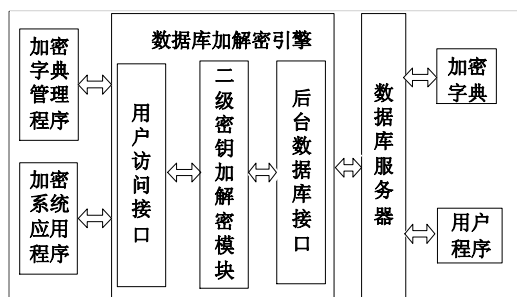 加密
字典
管理
程序
加密
系统
应用
程序
数据库加解密引擎
用户访问接口
二级密钥加解密模块
后台数据库接口
数据库服务器
加密
字典
用户
程序